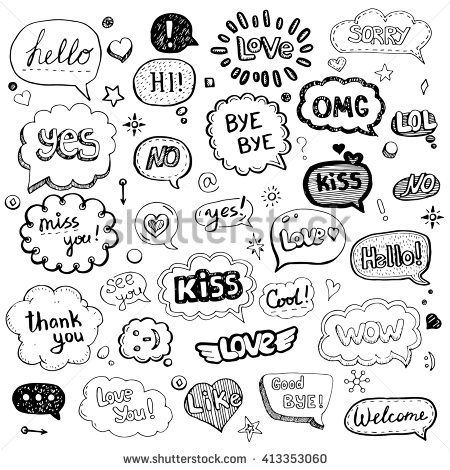 hello
!
Love
SORRY
HI!
OMG
LOL
yes
NO
BYE
BYE
kiss
NO
@
miss
you!
yes!
Love
Hello!
see
you
KISS
Cool!
thank
you
LOVE
WOW
Love
You!
Like
Good
BYE!
Welcome
shutterstock
www.shutterstock.com · 413353060